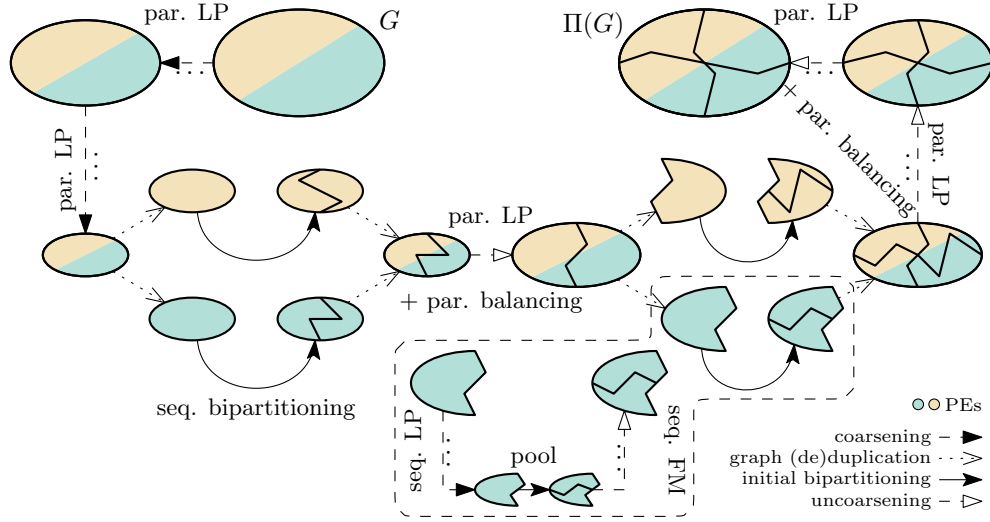 par. LP
G
Π(G)
par. LP
par. LP
+ par. balancing
par. LP
par. LP
+ par. balancing
seq. bipartitioning
seq. LP
pool
seq. FM
PEs
coarsening
graph (de)duplication
initial bipartitioning
uncoarsening